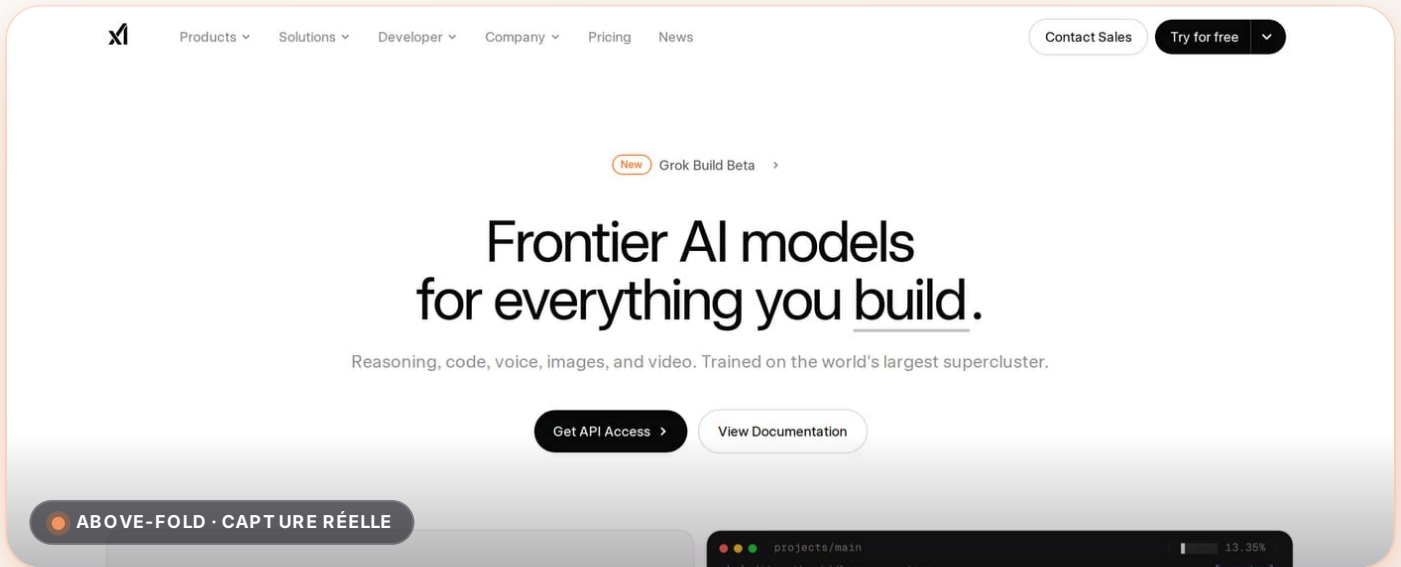 xI
Products
Solutions
Developer
Company
Pricing
News
Contact Sales
Try for free
New Grok Build Beta
Frontier AI models
for everything you build.
Reasoning, code, voice, images, and video. Trained on the world's largest supercluster.
Get API Access
View Documentation
ABOVE-FOLD · CAPTURE RÉELLE
projects/main
13.35%